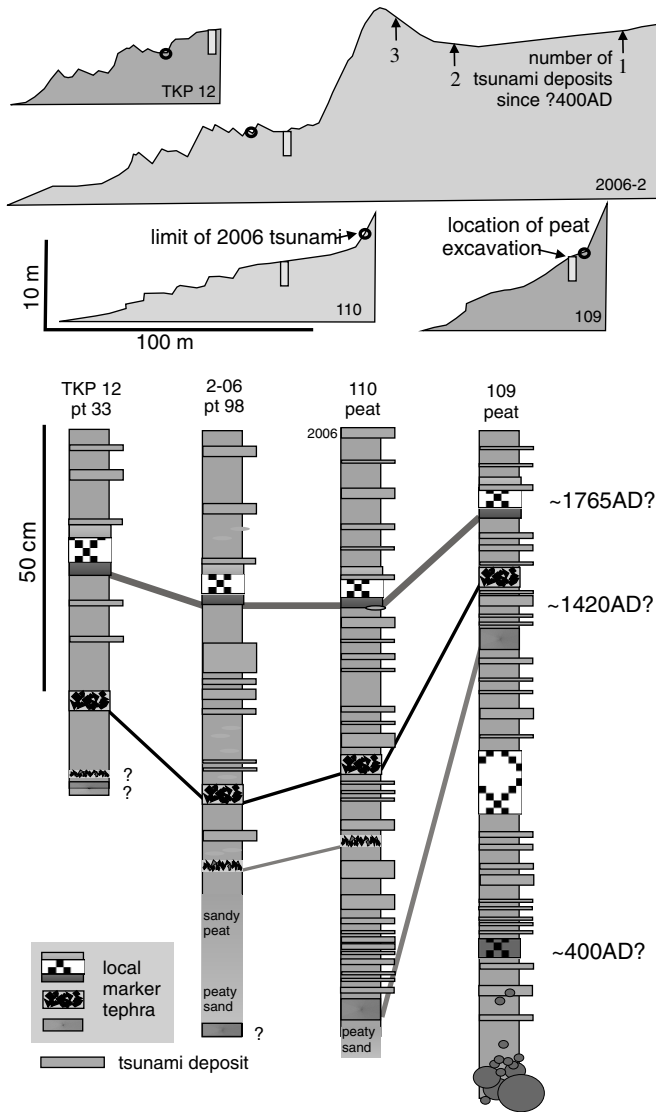 TKP 12
3
2
1
number of
tsunami deposits
since ?400AD
2006-2
limit of 2006 tsunami
location of peat
excavation
10 m
100 m
110
109
TKP 12
pt 33
2-06
pt 98
110
peat
109
peat
2006
50 cm
~1765AD?
~1420AD?
~400AD?
?
?
sandy
peat
peaty
sand
?
peaty
sand
local
marker
tephra
tsunami deposit